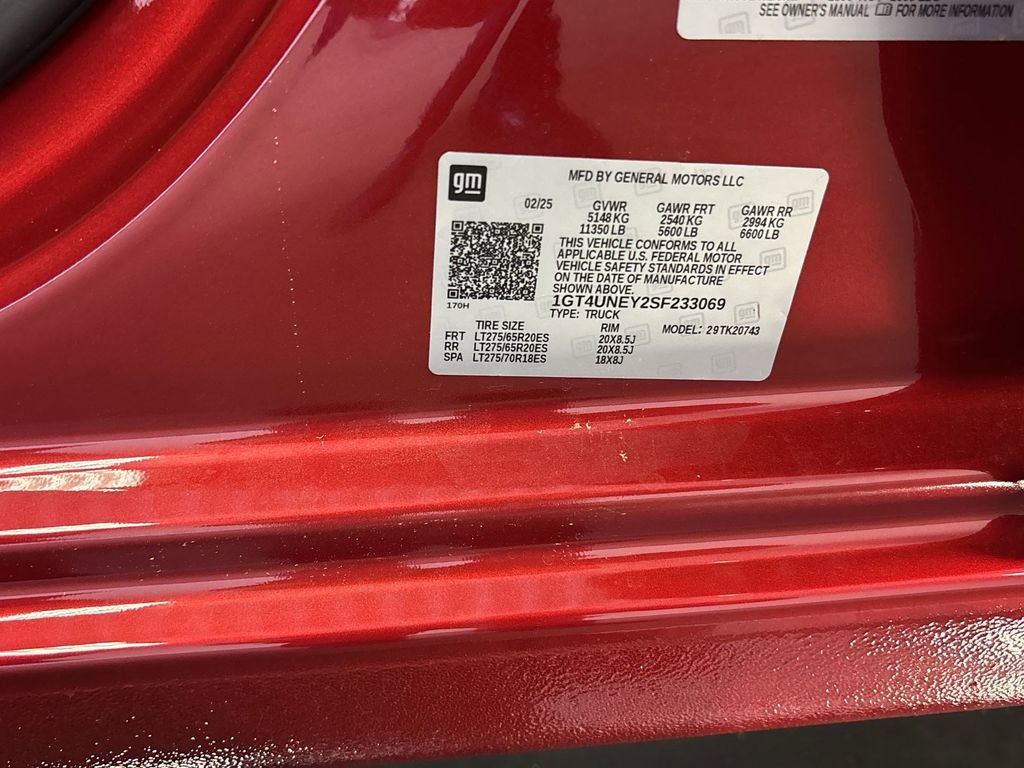 SEE OWNER'S MANUAL FOR MORE INFORMATION
gm
MFD BY GENERAL MOTORS LLC
02/25 GVWR GAWR FRT GAWR RR
5148 KG 2540 KG 2994 KG
11350 LB 5600 LB 6600 LB
THIS VEHICLE CONFORMS TO ALL
APPLICABLE U.S. FEDERAL MOTOR
VEHICLE SAFETY STANDARDS IN EFFECT
ON THE DATE OF MANUFACTURE
SHOWN ABOVE.
170H
1GT4UNEY2SF233069
TYPE: TRUCK
TIRE SIZE RIM MODEL: 29TK20743
FRT LT275/65R20ES 20X8.5J
RR LT275/65R20ES 20X8.5J
SPA LT275/70R18ES 18X8J